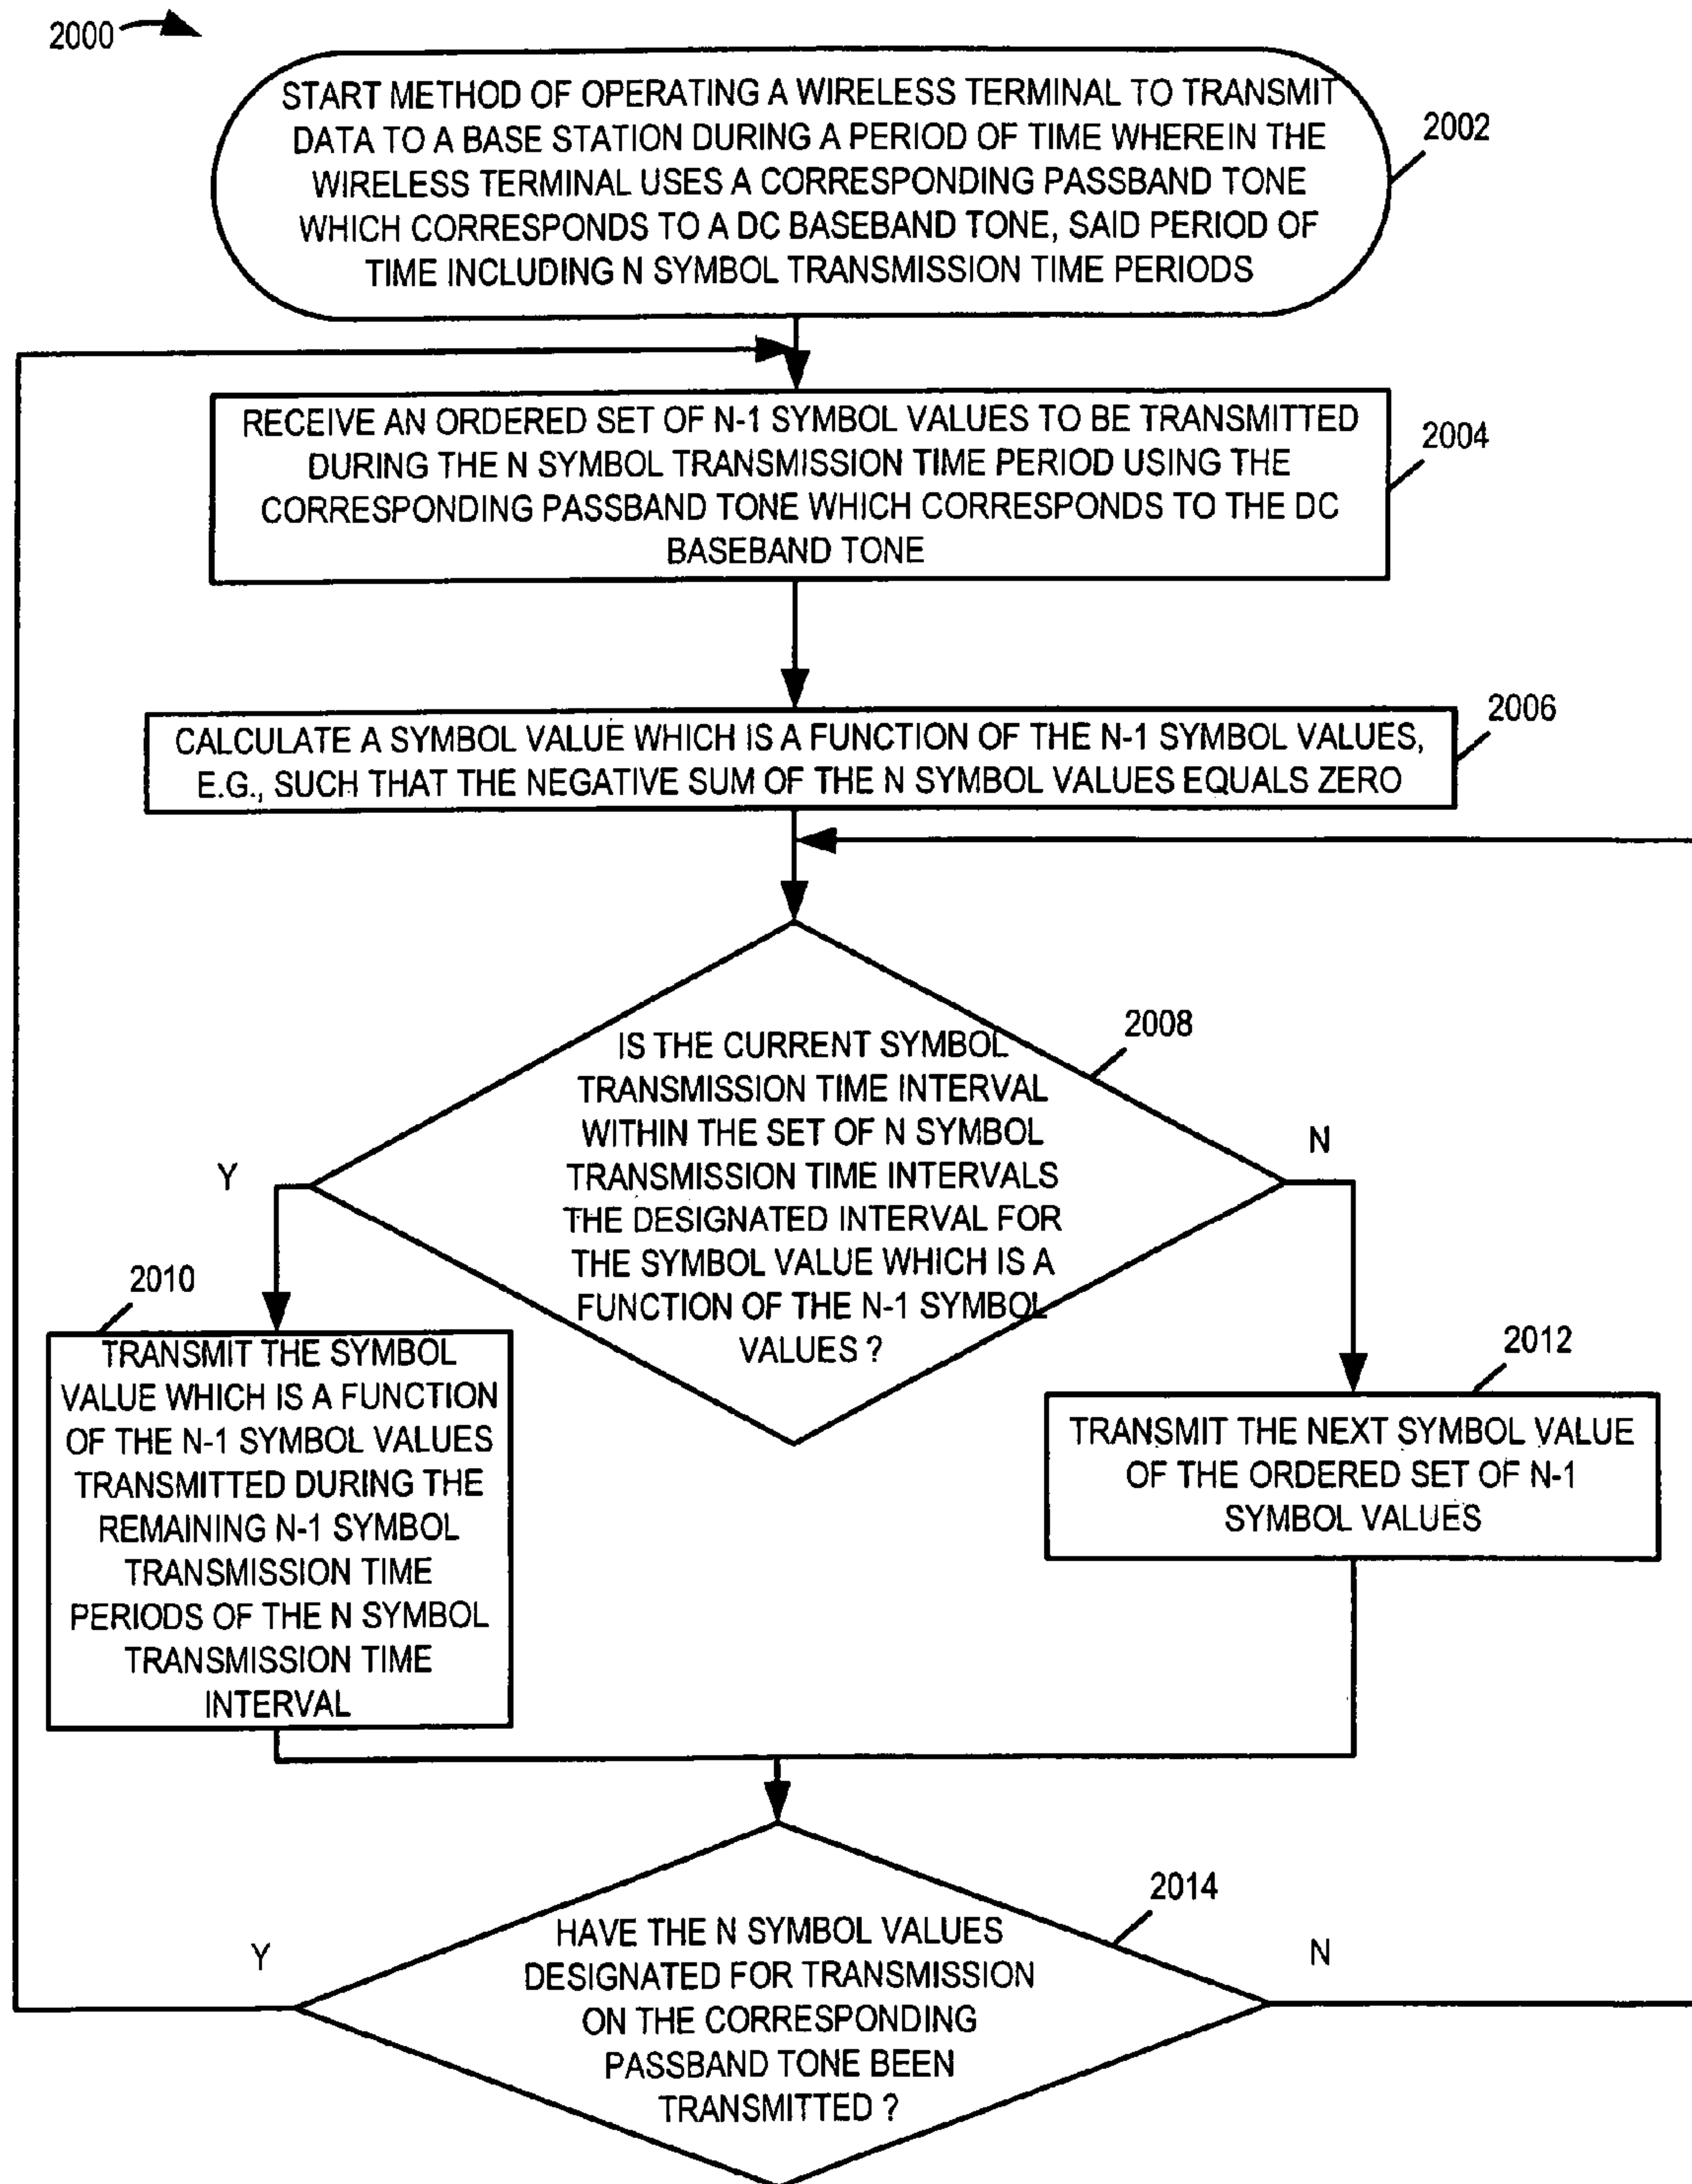 2000
START METHOD OF OPERATING A WIRELESS TERMINAL TO TRANSMIT
DATA TO A BASE STATION DURING A PERIOD OF TIME WHEREIN THE
WIRELESS TERMINAL USES A CORRESPONDING PASSBAND TONE
WHICH CORRESPONDS TO A DC BASEBAND TONE, SAID PERIOD OF
TIME INCLUDING N SYMBOL TRANSMISSION TIME PERIODS
2002
RECEIVE AN ORDERED SET OF N-1 SYMBOL VALUES TO BE TRANSMITTED
DURING THE N SYMBOL TRANSMISSION TIME PERIOD USING THE
CORRESPONDING PASSBAND TONE WHICH CORRESPONDS TO THE DC
BASEBAND TONE
2004
CALCULATE A SYMBOL VALUE WHICH IS A FUNCTION OF THE N-1 SYMBOL VALUES,
E.G., SUCH THAT THE NEGATIVE SUM OF THE N SYMBOL VALUES EQUALS ZERO
2006
IS THE CURRENT SYMBOL
TRANSMISSION TIME INTERVAL
WITHIN THE SET OF N SYMBOL
TRANSMISSION TIME INTERVALS
THE DESIGNATED INTERVAL FOR
THE SYMBOL VALUE WHICH IS A
FUNCTION OF THE N-1 SYMBOL
VALUES ?
2008
Y
N
2010
TRANSMIT THE SYMBOL
VALUE WHICH IS A FUNCTION
OF THE N-1 SYMBOL VALUES
TRANSMITTED DURING THE
REMAINING N-1 SYMBOL
TRANSMISSION TIME
PERIODS OF THE N SYMBOL
TRANSMISSION TIME
INTERVAL
2012
TRANSMIT THE NEXT SYMBOL VALUE
OF THE ORDERED SET OF N-1
SYMBOL VALUES
2014
HAVE THE N SYMBOL VALUES
DESIGNATED FOR TRANSMISSION
ON THE CORRESPONDING
PASSBAND TONE BEEN
TRANSMITTED ?
Y
N